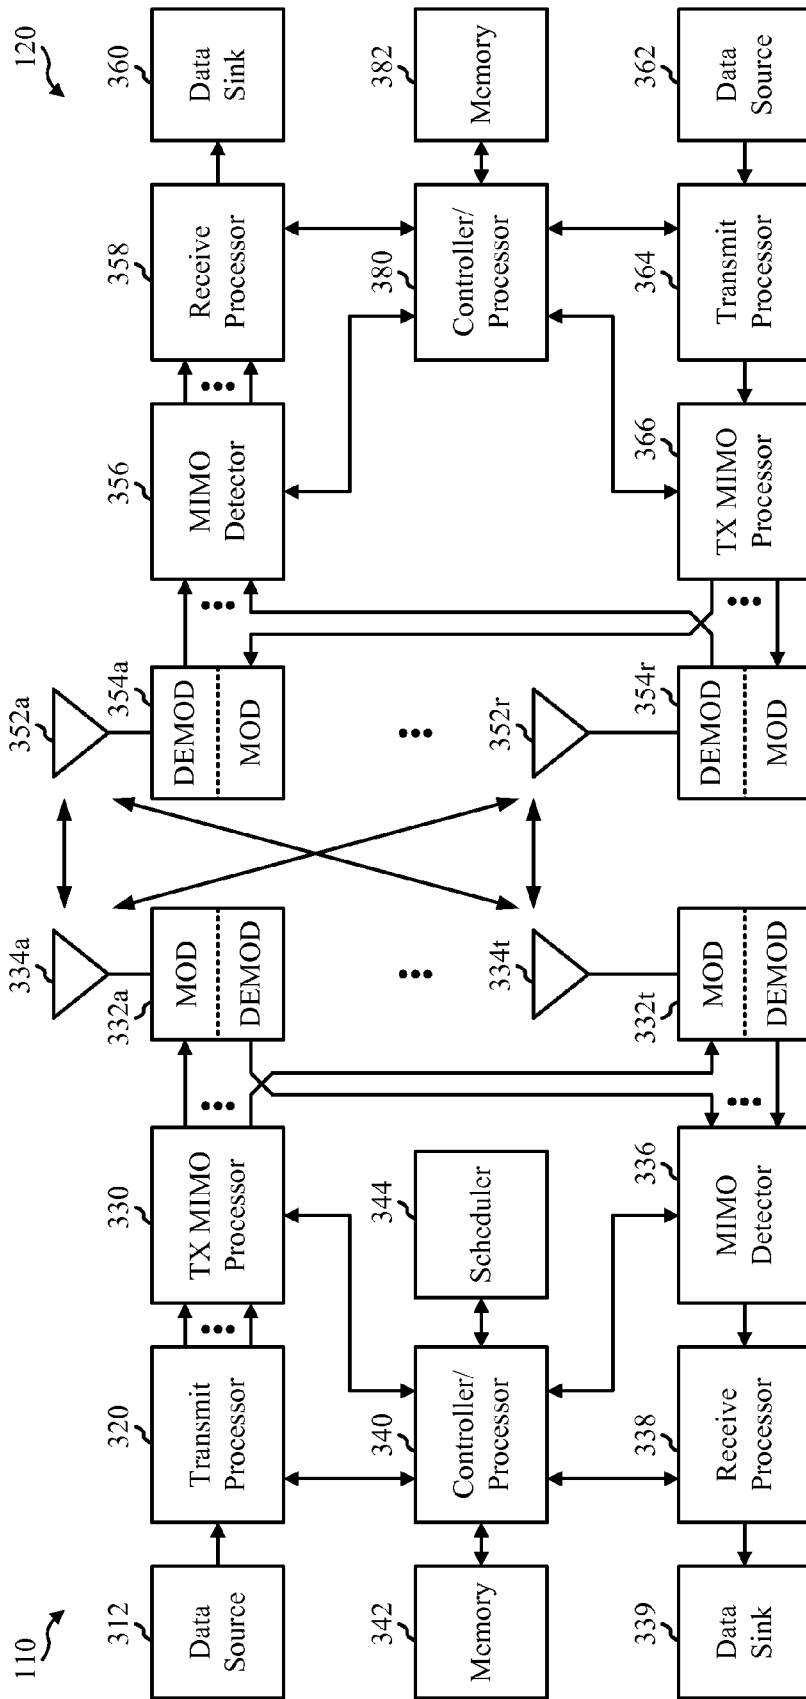 110
120
312
Data
Source
320
Transmit
Processor
330
TX MIMO
Processor
334a
332a
MOD
DEMOD
352a
354a
DEMOD
MOD
356
MIMO
Detector
358
Receive
Processor
360
Data
Sink
342
Memory
340
Controller/
Processor
344
Scheduler
334t
352r
380
Controller/
Processor
382
Memory
339
Data
Sink
338
Receive
Processor
336
MIMO
Detector
332t
MOD
DEMOD
354r
DEMOD
MOD
366
TX MIMO
Processor
364
Transmit
Processor
362
Data
Source